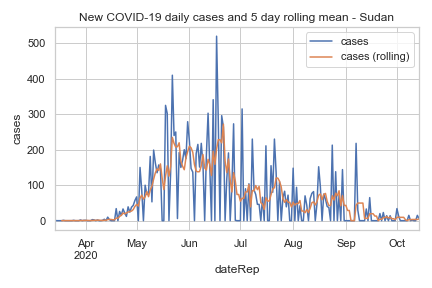 New COVID-19 daily cases and 5 day rolling mean - Sudan
cases
cases (rolling)
500
400
300
200
100
0
cases
Apr May Jun Jul Aug Sep Oct
2020
dateRep